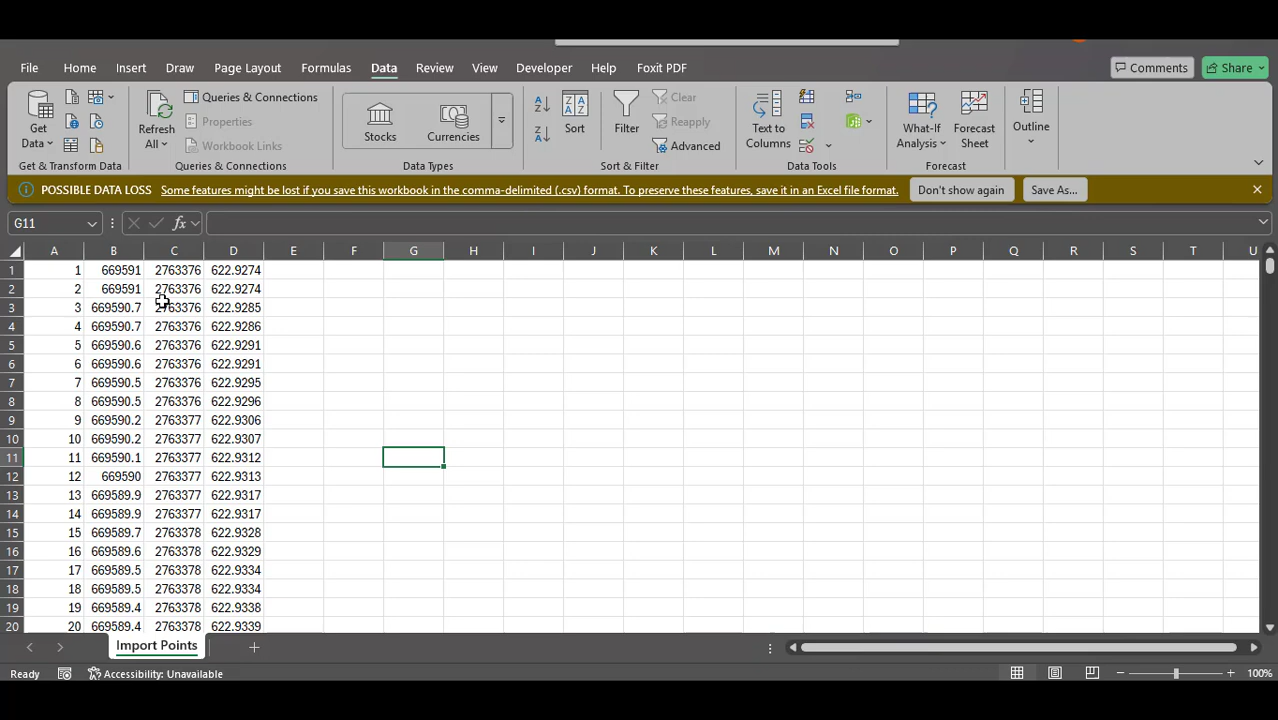 File Home Insert Draw Page Layout Formulas Data Review View Developer Help Foxit PDF Comments Share
Get Data Refresh All Queries & Connections Properties Workbook Links Stocks Currencies Sort Filter Clear Reapply Advanced Text to Columns What-If Analysis Forecast Sheet Outline
Get & Transform Data Queries & Connections Data Types Sort & Filter Data Tools Forecast
POSSIBLE DATA LOSS Some features might be lost if you save this workbook in the comma-delimited (.csv) format. To preserve these features, save it in an Excel file format. Don't show again Save As...
G11 fx
A B C D E F G H I J K L M N O P Q R S T U
1 1 669591 2763376 622.9274
2 2 669591 2763376 622.9274
3 3 669590.7 2763376 622.9285
4 4 669590.7 2763376 622.9286
5 5 669590.6 2763376 622.9291
6 6 669590.6 2763376 622.9291
7 7 669590.5 2763376 622.9295
8 8 669590.5 2763376 622.9296
9 9 669590.2 2763377 622.9306
10 10 669590.2 2763377 622.9307
11 11 669590.1 2763377 622.9312
12 12 669590 2763377 622.9313
13 13 669589.9 2763377 622.9317
14 14 669589.9 2763377 622.9317
15 15 669589.7 2763378 622.9328
16 16 669589.6 2763378 622.9329
17 17 669589.5 2763378 622.9334
18 18 669589.5 2763378 622.9334
19 19 669589.4 2763378 622.9338
20 20 669589.4 2763378 622.9339
Import Points
Ready Accessibility: Unavailable 100%